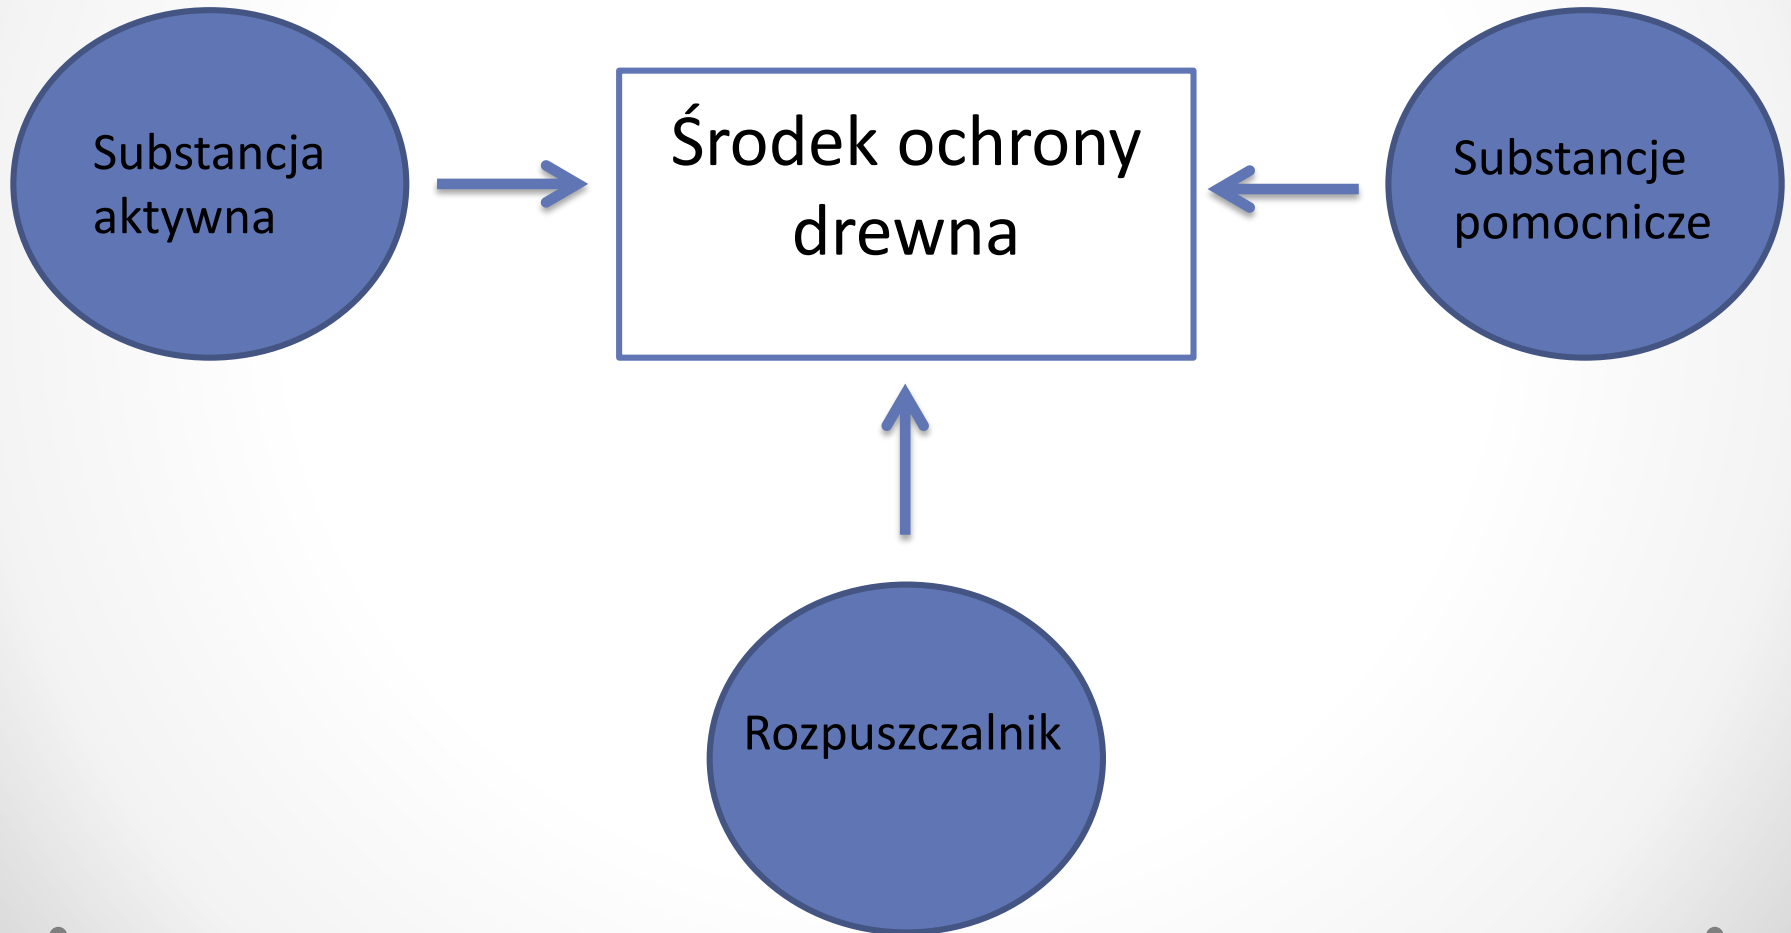 Substancja
aktywna
Środek ochrony
drewna
Substancje
pomocnicze
Rozpuszczalnik